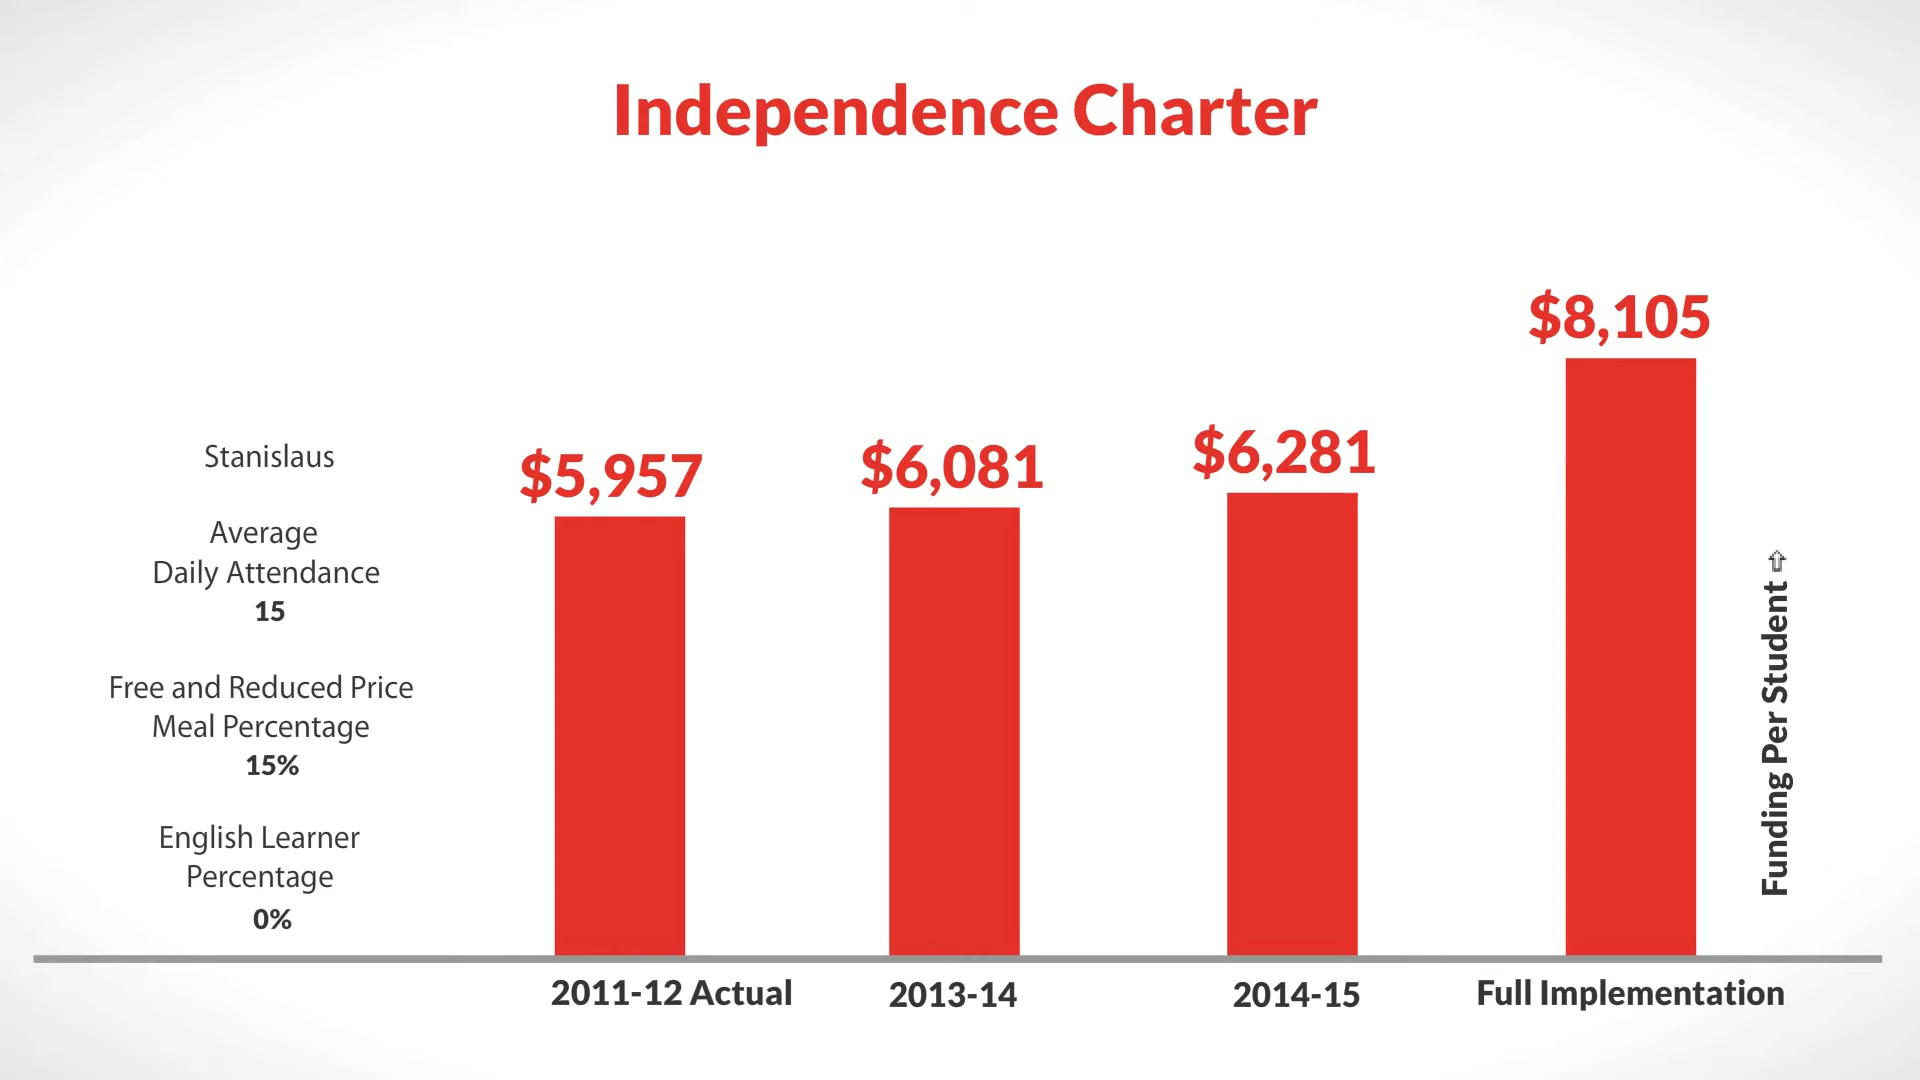 Independence Charter
Stanislaus
Average
Daily Attendance
15
Free and Reduced Price
Meal Percentage
15%
English Learner
Percentage
0%
$5,957
$6,081
$6,281
$8,105
2011-12 Actual
2013-14
2014-15
Full Implementation
Funding Per Student ⇧